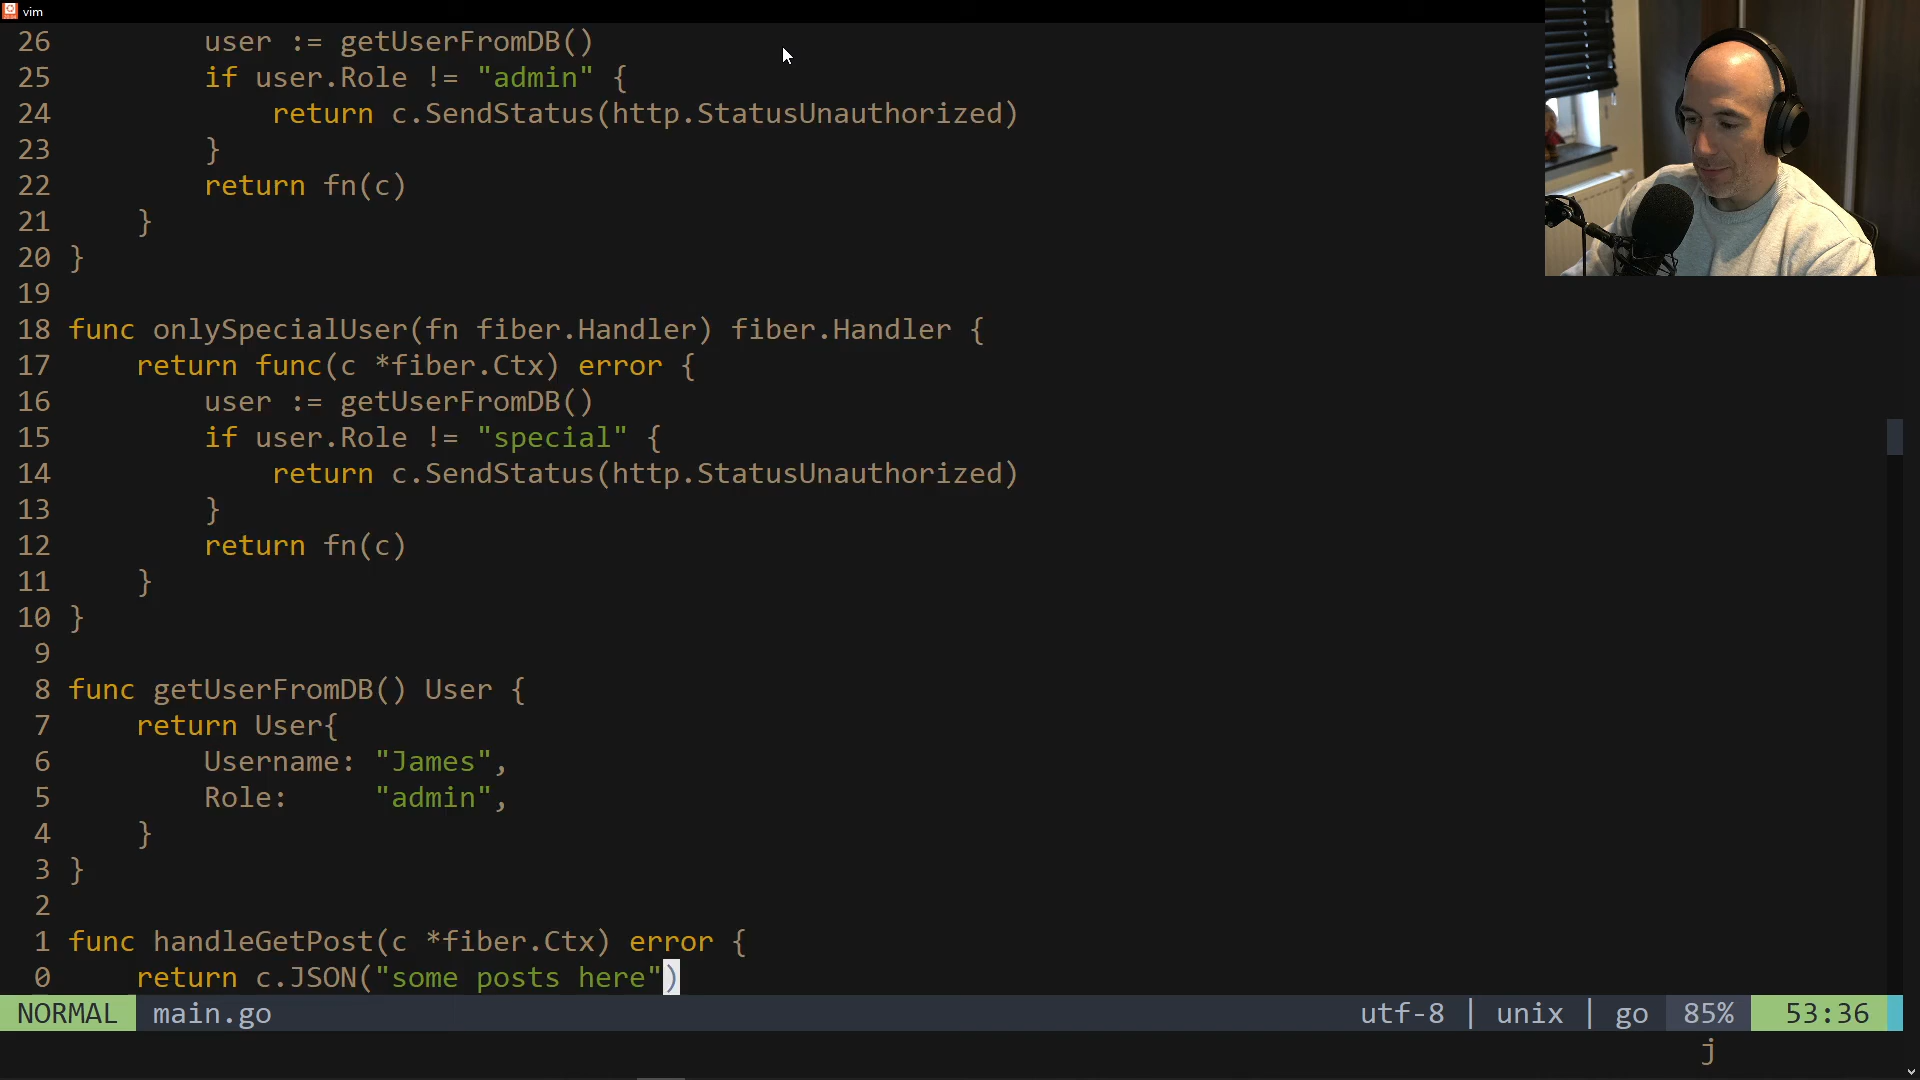 vim
26         user := getUserFromDB()
25         if user.Role != "admin" {
24             return c.SendStatus(http.StatusUnauthorized)
23         }
22         return fn(c)
21     }
20 }
19
18 func onlySpecialUser(fn fiber.Handler) fiber.Handler {
17     return func(c *fiber.Ctx) error {
16         user := getUserFromDB()
15         if user.Role != "special" {
14             return c.SendStatus(http.StatusUnauthorized)
13         }
12         return fn(c)
11     }
10 }
9
8 func getUserFromDB() User {
7     return User{
6         Username: "James",
5         Role:     "admin",
4     }
3 }
2
1 func handleGetPost(c *fiber.Ctx) error {
0     return c.JSON("some posts here")
NORMAL main.go utf-8 | unix | go 85% 53:36
j